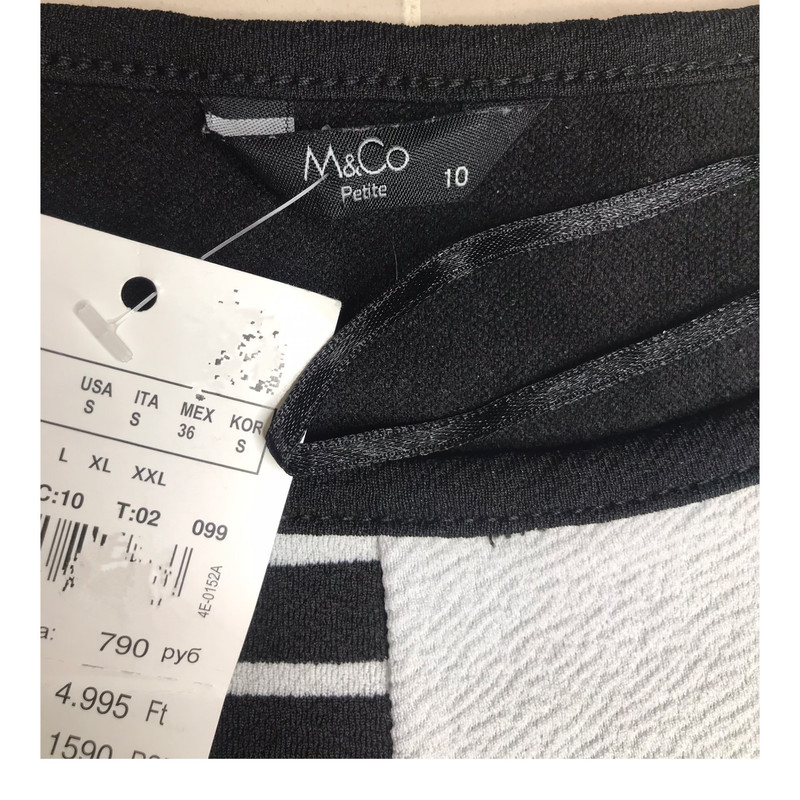 M&Co
Petite 10
USA ITA MEX KOR
S S 36 S
L XL XXL
C:10 T:02 099
4E-0152A
790 руб
4.995 Ft
1590